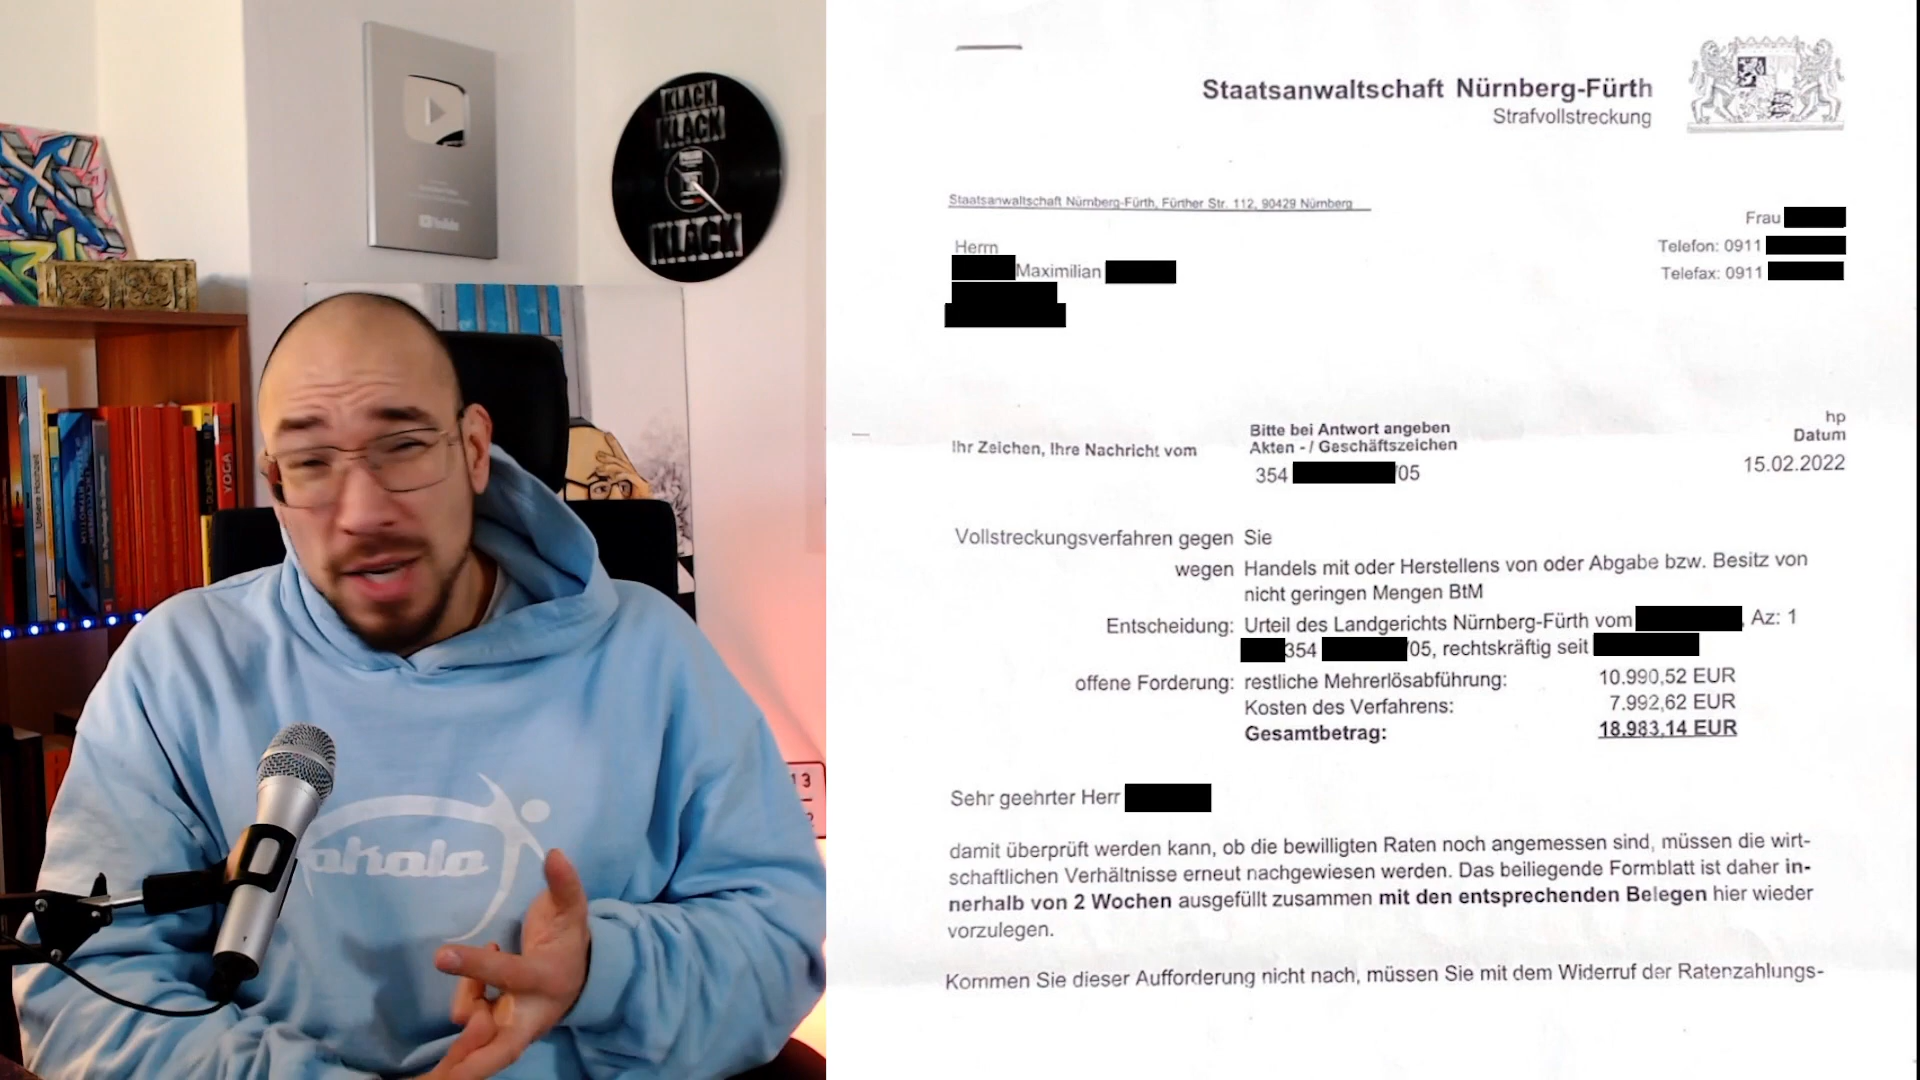 KLACK
KLACK
KLACK
YouTube
Unsere Hochzeit
YOGA
akalo
13
Staatsanwaltschaft Nürnberg-Fürth
Strafvollstreckung
Staatsanwaltschaft Nürnberg-Fürth, Fürther Str. 112, 90429 Nürnberg
Frau
Telefon: 0911
Telefax: 0911
Herrn
Maximilian
hp
Ihr Zeichen, Ihre Nachricht vom
Bitte bei Antwort angeben
Akten - / Geschäftszeichen
354 /05
Datum
15.02.2022
Vollstreckungsverfahren gegen Sie
wegen Handels mit oder Herstellens von oder Abgabe bzw. Besitz von
nicht geringen Mengen BtM
Entscheidung: Urteil des Landgerichts Nürnberg-Fürth vom , Az: 1
354 /05, rechtskräftig seit
offene Forderung: restliche Mehrerlösabführung: 10.990,52 EUR
Kosten des Verfahrens: 7.992,62 EUR
Gesamtbetrag: 18.983,14 EUR
Sehr geehrter Herr
damit überprüft werden kann, ob die bewilligten Raten noch angemessen sind, müssen die wirt-
schaftlichen Verhältnisse erneut nachgewiesen werden. Das beiliegende Formblatt ist daher in-
nerhalb von 2 Wochen ausgefüllt zusammen mit den entsprechenden Belegen hier wieder
vorzulegen.
Kommen Sie dieser Aufforderung nicht nach, müssen Sie mit dem Widerruf der Ratenzahlungs-